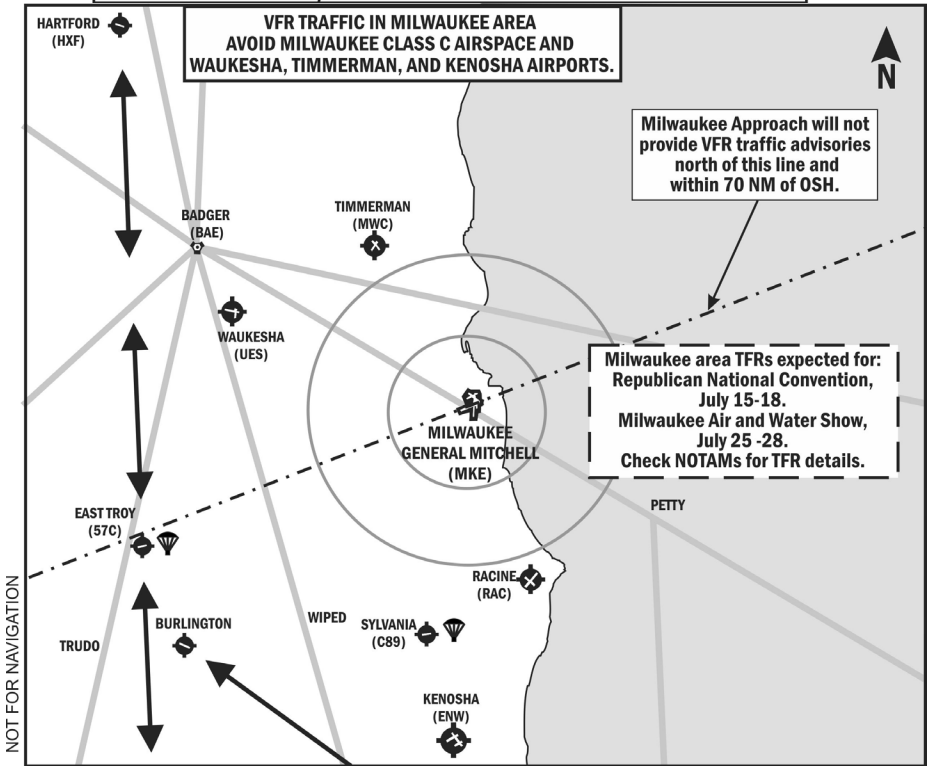 HARTFORD
(HXF)
VFR TRAFFIC IN MILWAUKEE AREA
AVOID MILWAUKEE CLASS C AIRSPACE AND
WAUKESHA, TIMMERMAN, AND KENOSHA AIRPORTS.
N
Milwaukee Approach will not
provide VFR traffic advisories
north of this line and
within 70 NM of OSH.
BADGER
(BAE)
TIMMERMAN
(MWC)
WAUKESHA
(UES)
Milwaukee area TFRs expected for:
Republican National Convention,
July 15-18.
Milwaukee Air and Water Show,
July 25 -28.
Check NOTAMs for TFR details.
MILWAUKEE
GENERAL MITCHELL
(MKE)
PETTY
EAST TROY
(57C)
RACINE
(RAC)
TRUDO
BURLINGTON
WIPED
SYLVANIA
(C89)
KENOSHA
(ENW)
NOT FOR NAVIGATION